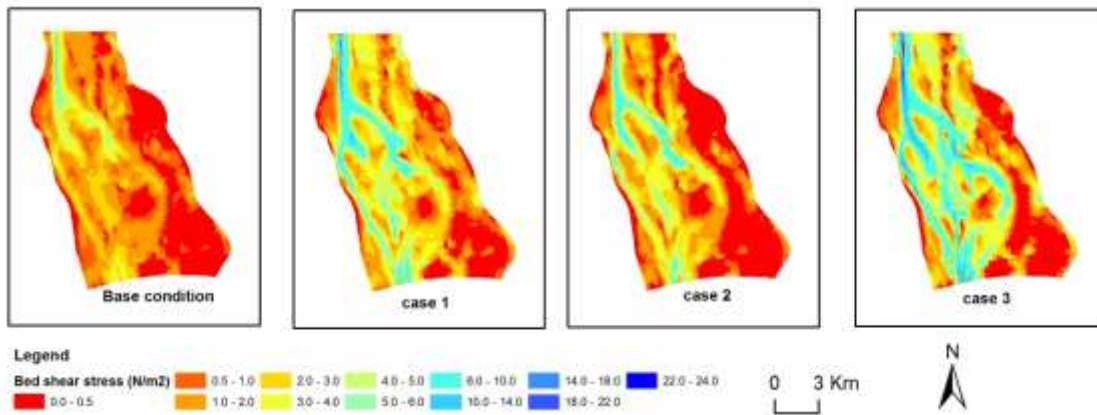 Base condition
case 1
case 2
case 3
Legend
Bed shear stress (N/m2)
0.0 - 0.5
0.5 - 1.0
1.0 - 2.0
2.0 - 3.0
3.0 - 4.0
4.0 - 5.0
5.0 - 6.0
6.0 - 10.0
10.0 - 14.0
14.0 - 18.0
18.0 - 22.0
22.0 - 24.0
0 3 Km
N